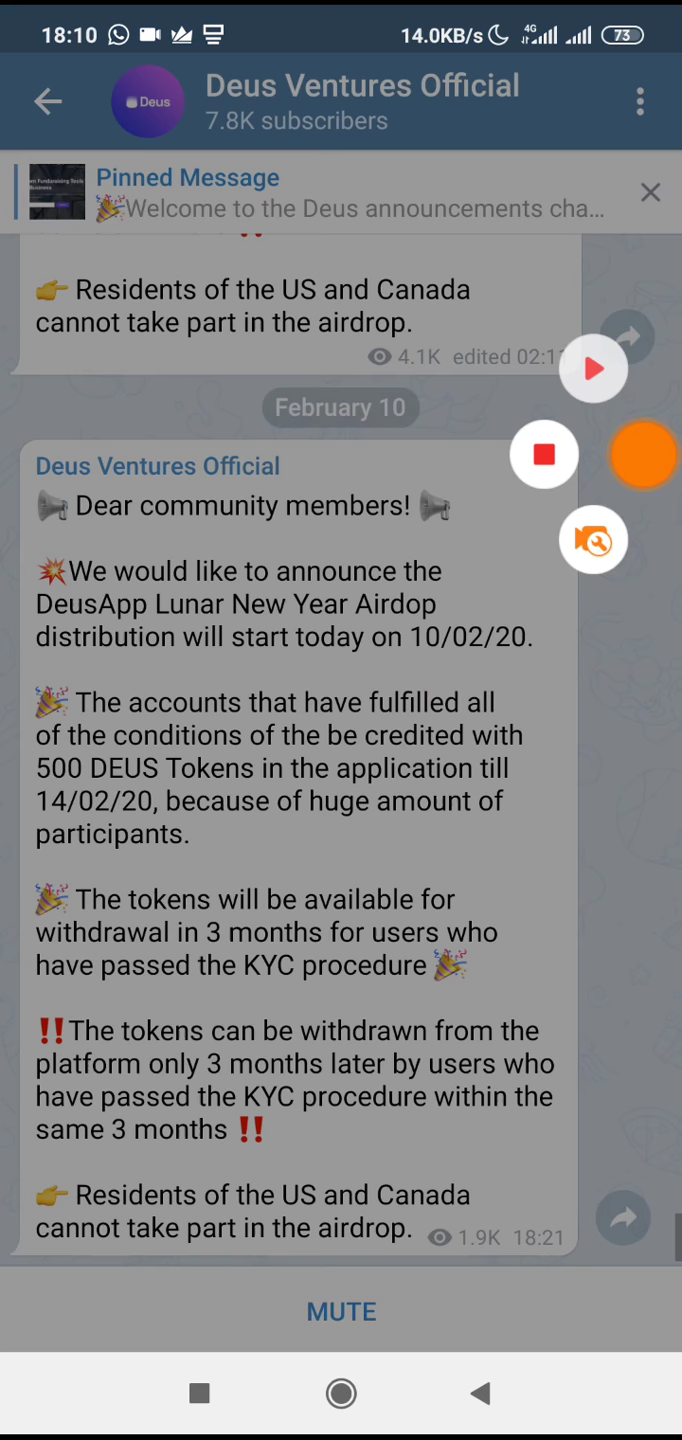 18:10 14.0KB/s 4G 73
Deus
Deus Ventures Official
7.8K subscribers
Pinned Message
🎉Welcome to the Deus announcements cha...
👉 Residents of the US and Canada
cannot take part in the airdrop.
4.1K edited 02:1
February 10
Deus Ventures Official
📢 Dear community members! 📢
💥We would like to announce the
DeusApp Lunar New Year Airdop
distribution will start today on 10/02/20.
🎉 The accounts that have fulfilled all
of the conditions of the be credited with
500 DEUS Tokens in the application till
14/02/20, because of huge amount of
participants.
🎉 The tokens will be available for
withdrawal in 3 months for users who
have passed the KYC procedure 🎉
‼️The tokens can be withdrawn from the
platform only 3 months later by users who
have passed the KYC procedure within the
same 3 months ‼️
👉 Residents of the US and Canada
cannot take part in the airdrop.
1.9K 18:21
MUTE